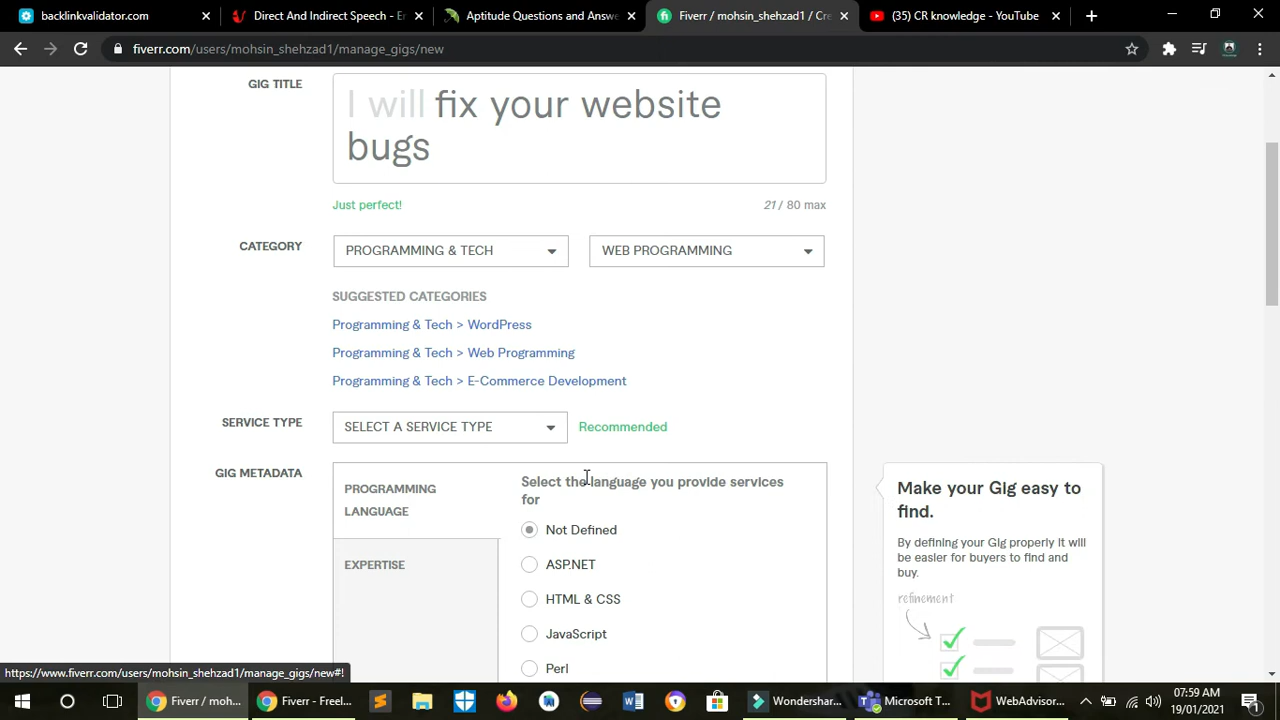 backlinkvalidator.com
Direct And Indirect Speech - E
Aptitude Questions and Answe
Fiverr / mohsin_shehzad1 / Cre
(35) CR knowledge - YouTube
fiverr.com/users/mohsin_shehzad1/manage_gigs/new
GIG TITLE
I will fix your website
bugs
Just perfect!
21 / 80 max
CATEGORY
PROGRAMMING & TECH
WEB PROGRAMMING
SUGGESTED CATEGORIES
Programming & Tech > WordPress
Programming & Tech > Web Programming
Programming & Tech > E-Commerce Development
SERVICE TYPE
SELECT A SERVICE TYPE
Recommended
GIG METADATA
PROGRAMMING
LANGUAGE
EXPERTISE
Select the language you provide services
for
Not Defined
ASP.NET
HTML & CSS
JavaScript
Perl
Make your Gig easy to
find.
By defining your Gig properly it will
be easier for buyers to find and
buy.
refinement
https://www.fiverr.com/users/mohsin_shehzad1/manage_gigs/new#!
Fiverr / moh...
Fiverr - Freel...
Wondershar...
Microsoft T...
WebAdvisor...
07:59 AM
19/01/2021
1